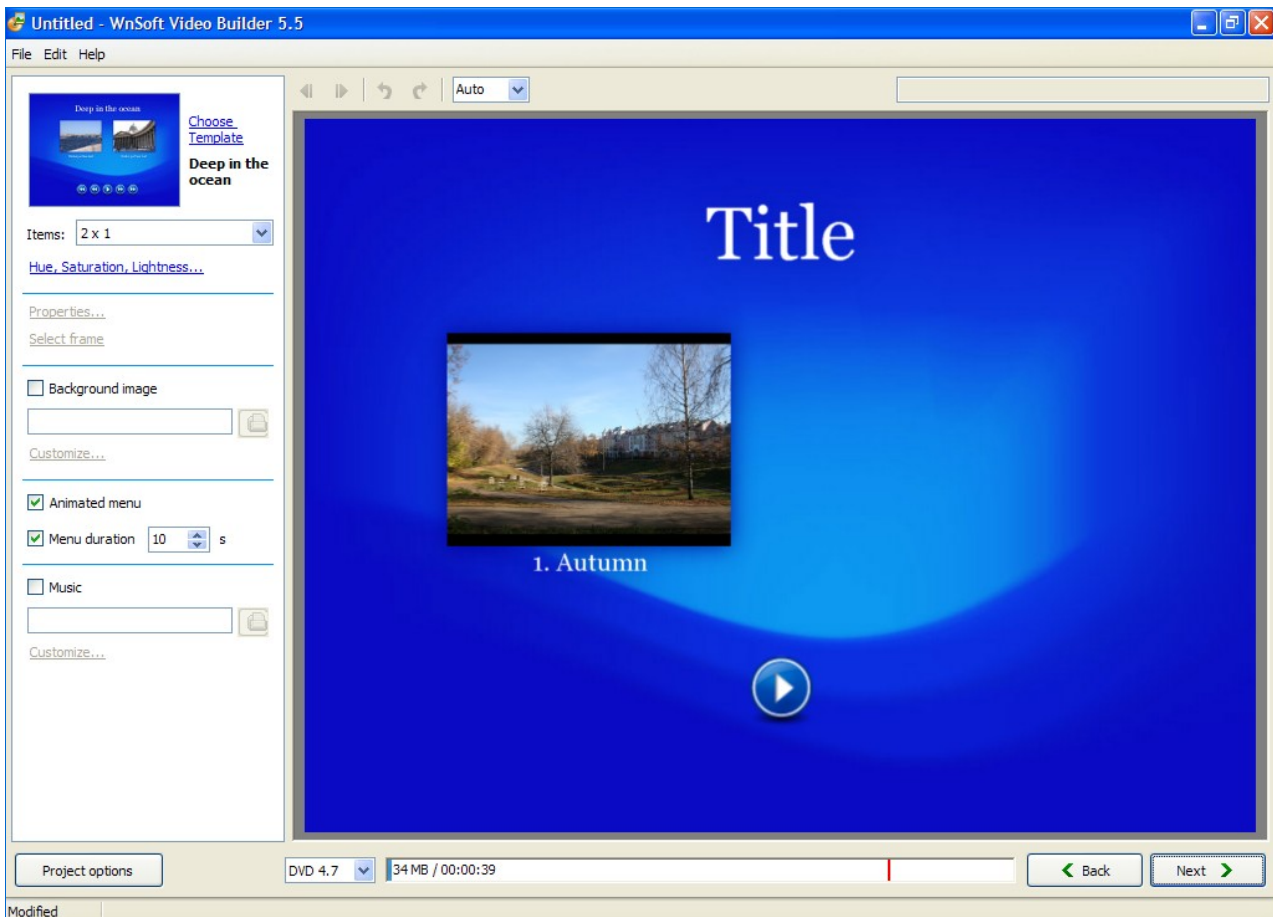 Untitled - WnSoft Video Builder 5.5
File Edit Help
Deep in the ocean
Choose
Template
Deep in the
ocean
Items: 2 x 1
Hue, Saturation, Lightness...
Properties...
Select frame
Background image
Customize...
Animated menu
Menu duration 10 s
Music
Customize...
Auto
Title
1. Autumn
Project options
DVD 4.7
34 MB / 00:00:39
Back
Next
Modified